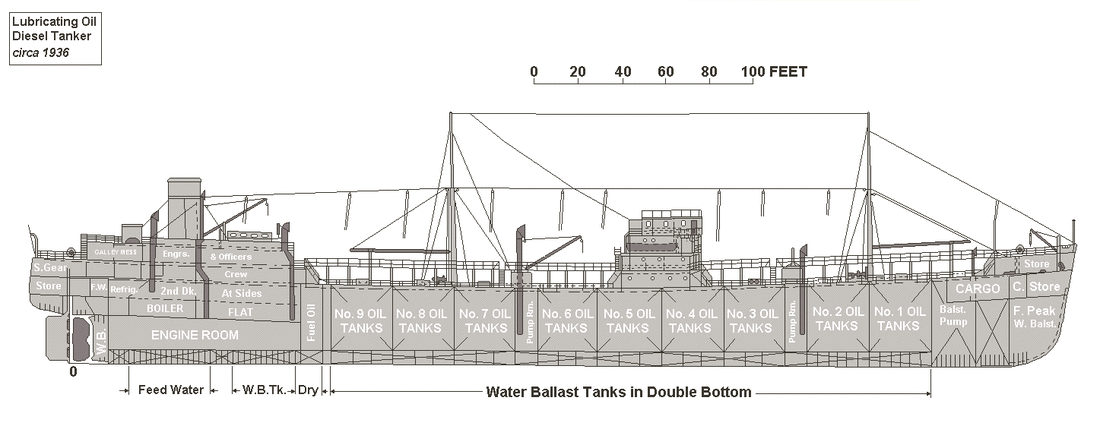 Lubricating Oil
Diesel Tanker
circa 1936
0 20 40 60 80 100 FEET
GALLEY MESS
Engrs.
& Officers
S.Gear
Crew
Store
F.W.
Refrig.
2nd Dk.
At Sides
BOILER
FLAT
ENGINE ROOM
W.B.
Fuel Oil
No. 9 OIL
TANKS
No. 8 OIL
TANKS
No. 7 OIL
TANKS
Pump Rm.
No. 6 OIL
TANKS
No. 5 OIL
TANKS
No. 4 OIL
TANKS
No. 3 OIL
TANKS
Pump Rm.
No. 2 OIL
TANKS
No. 1 OIL
TANKS
Store
CARGO
C. Store
Balst.
Pump
F. Peak
W. Balst.
0
Feed Water
W.B.Tk.
Dry
Water Ballast Tanks in Double Bottom